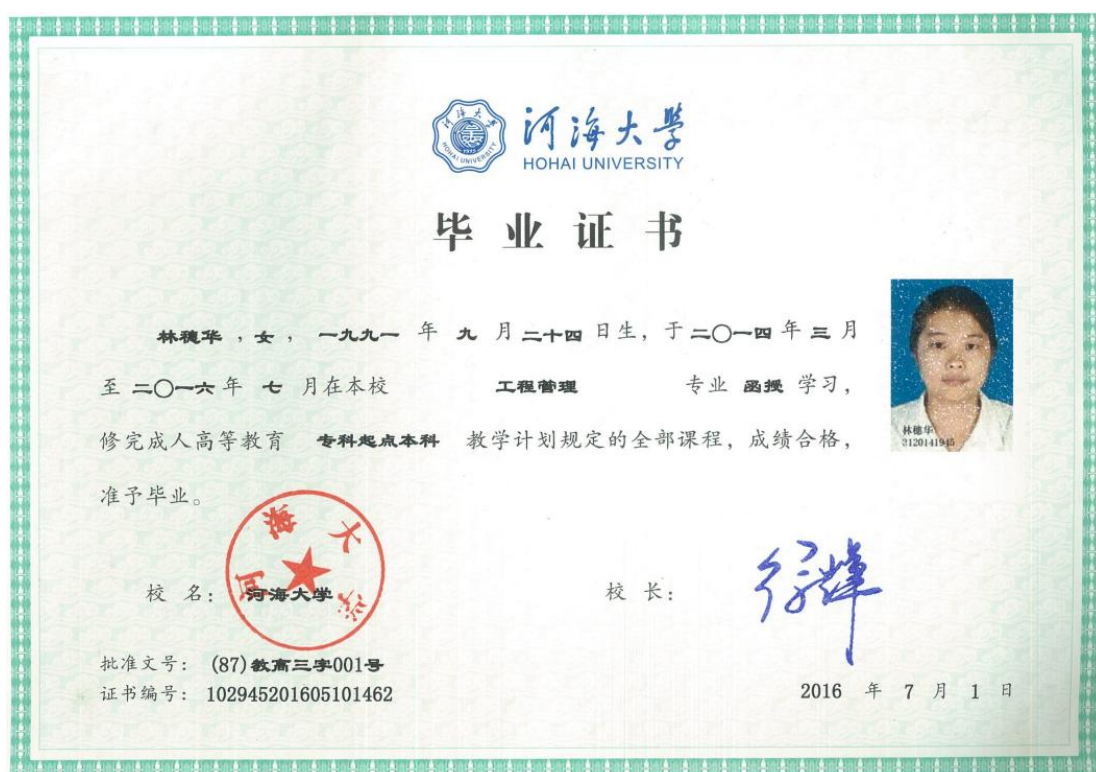 河海大学
HOHAI UNIVERSITY
毕业证书
林穗华，女，一九九一年九月二十四日生，于二〇一四年三月
至二〇一六年七月在本校工程管理专业函授学习，
修完成人高等教育专科起点本科教学计划规定的全部课程，成绩合格，
准予毕业。
林穗华
3120141945
河海大学
校名：河海大学
校长：
批准文号：(87)教高三字001号
证书编号：102945201605101462
2016年7月1日